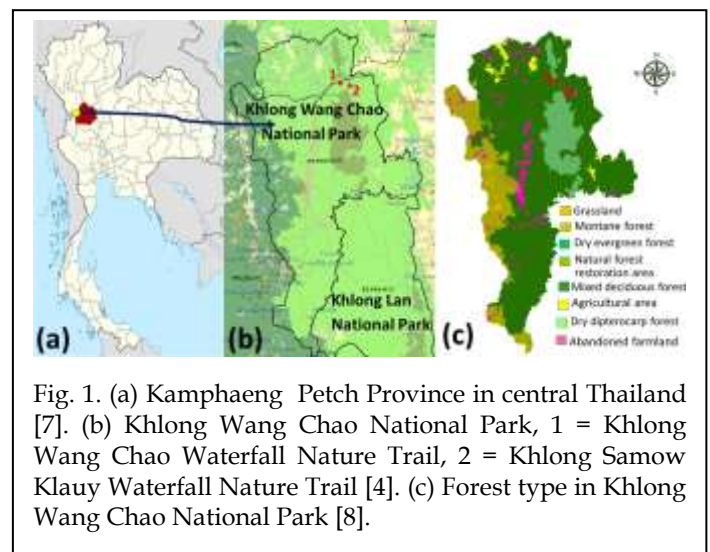 1
2
Khlong Wang Chao
National Park
Khlong Lan
National Park
Grassland
Montane forest
Dry evergreen forest
Natural forest
restoration area
Mixed deciduous forest
Agricultural area
Dry dipterocarp forest
Abandoned farmland
(a)
(b)
(c)
Fig. 1. (a) Kamphaeng Petch Province in central Thailand
[7]. (b) Khlong Wang Chao National Park, 1 = Khlong
Wang Chao Waterfall Nature Trail, 2 = Khlong Samow
Klauy Waterfall Nature Trail [4]. (c) Forest type in Khlong
Wang Chao National Park [8].